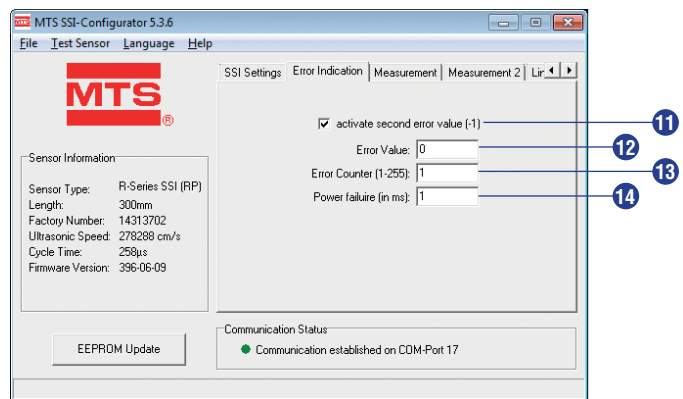 MTS SSI-Configurator 5.3.6
File Test Sensor Language Help
MTS
®
Sensor Information
Sensor Type: R-Series SSI (RP)
Length: 300mm
Factory Number: 14313702
Ultrasonic Speed: 278288 cm/s
Cycle Time: 258µs
Firmware Version: 396-06-09
EEPROM Update
SSI Settings Error Indication Measurement Measurement 2
activate second error value (-1) 11
Error Value: 0 12
Error Counter (1-255): 1 13
Power failuire (in ms): 1 14
Communication Status
Communication established on COM-Port 17